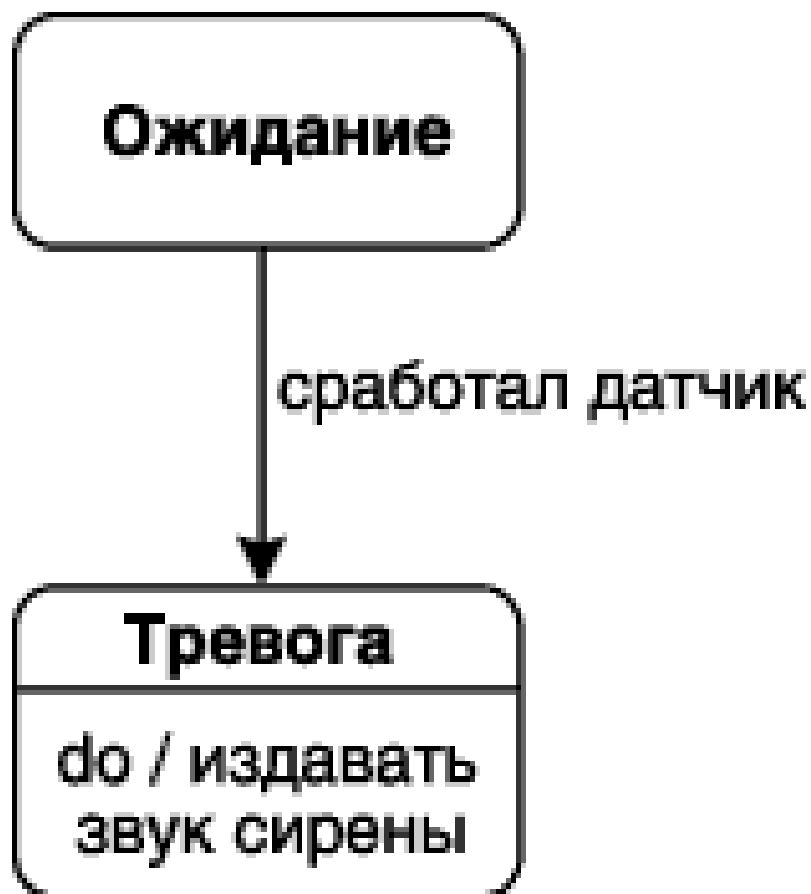 Ожидание
сработал датчик
Тревога
do / издавать
звук сирены